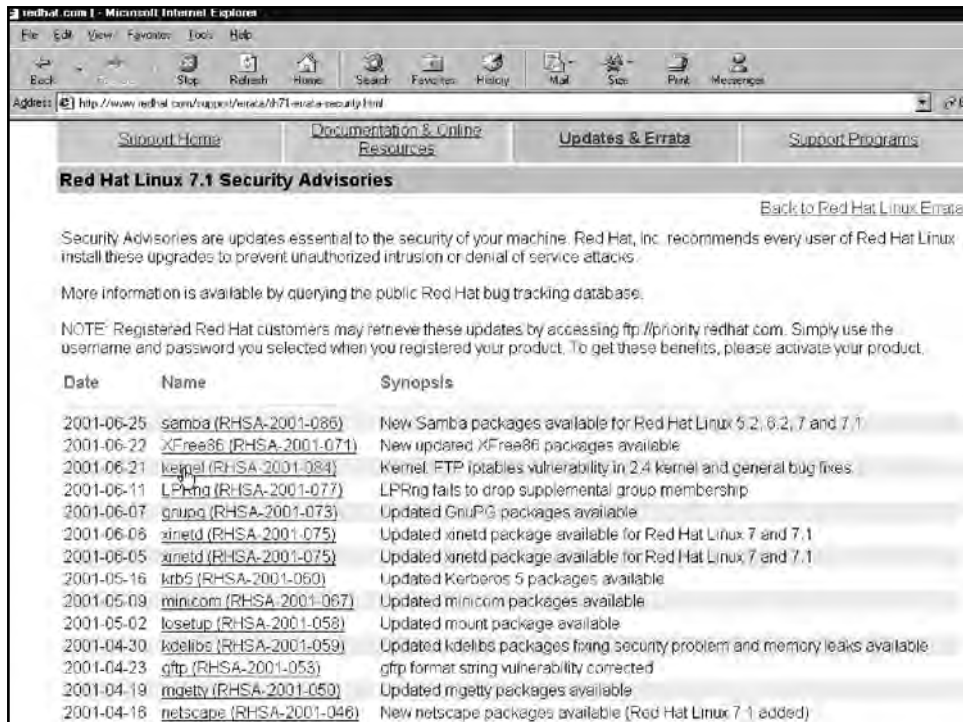 redhat.com | - Microsoft Internet Explorer
File Edit View Favorites Tools Help
Back Stop Refresh Home Search Favorites History Mail Size Print Messenger
Address http://www.redhat.com/support/errata/rh71-errata-security.html
Support Home
Documentation & Online Resources
Updates & Errata
Support Programs
Red Hat Linux 7.1 Security Advisories
Back to Red Hat Linux Errata
Security Advisories are updates essential to the security of your machine. Red Hat, Inc. recommends every user of Red Hat Linux
install these upgrades to prevent unauthorized intrusion or denial of service attacks.
More information is available by querying the public Red Hat bug tracking database.
NOTE: Registered Red Hat customers may retrieve these updates by accessing ftp://priority.redhat.com. Simply use the
username and password you selected when you registered your product. To get these benefits, please activate your product.
Date Name Synopsis
2001-06-25 samba (RHSA-2001-086) New Samba packages available for Red Hat Linux 5.2, 6.2, 7 and 7.1
2001-06-22 XFree86 (RHSA-2001-071) New updated XFree86 packages available
2001-06-21 kernel (RHSA-2001-084) Kernel: FTP iptables vulnerability in 2.4 kernel and general bug fixes
2001-06-11 LPRng (RHSA-2001-077) LPRng fails to drop supplemental group membership
2001-06-07 gnupg (RHSA-2001-073) Updated GnuPG packages available
2001-06-06 xinetd (RHSA-2001-075) Updated xinetd package available for Red Hat Linux 7 and 7.1
2001-06-05 xinetd (RHSA-2001-075) Updated xinetd package available for Red Hat Linux 7 and 7.1
2001-05-16 krb5 (RHSA-2001-060) Updated Kerberos 5 packages available
2001-05-09 minicom (RHSA-2001-067) Updated minicom packages available
2001-05-02 losetup (RHSA-2001-058) Updated mount package available
2001-04-30 kdelibs (RHSA-2001-059) Updated kdelibs packages fixing security problem and memory leaks available
2001-04-23 gftp (RHSA-2001-053) gftp format string vulnerability corrected
2001-04-19 mgetty (RHSA-2001-050) Updated mgetty packages available
2001-04-16 netscape (RHSA-2001-046) New netscape packages available (Red Hat Linux 7.1 added)